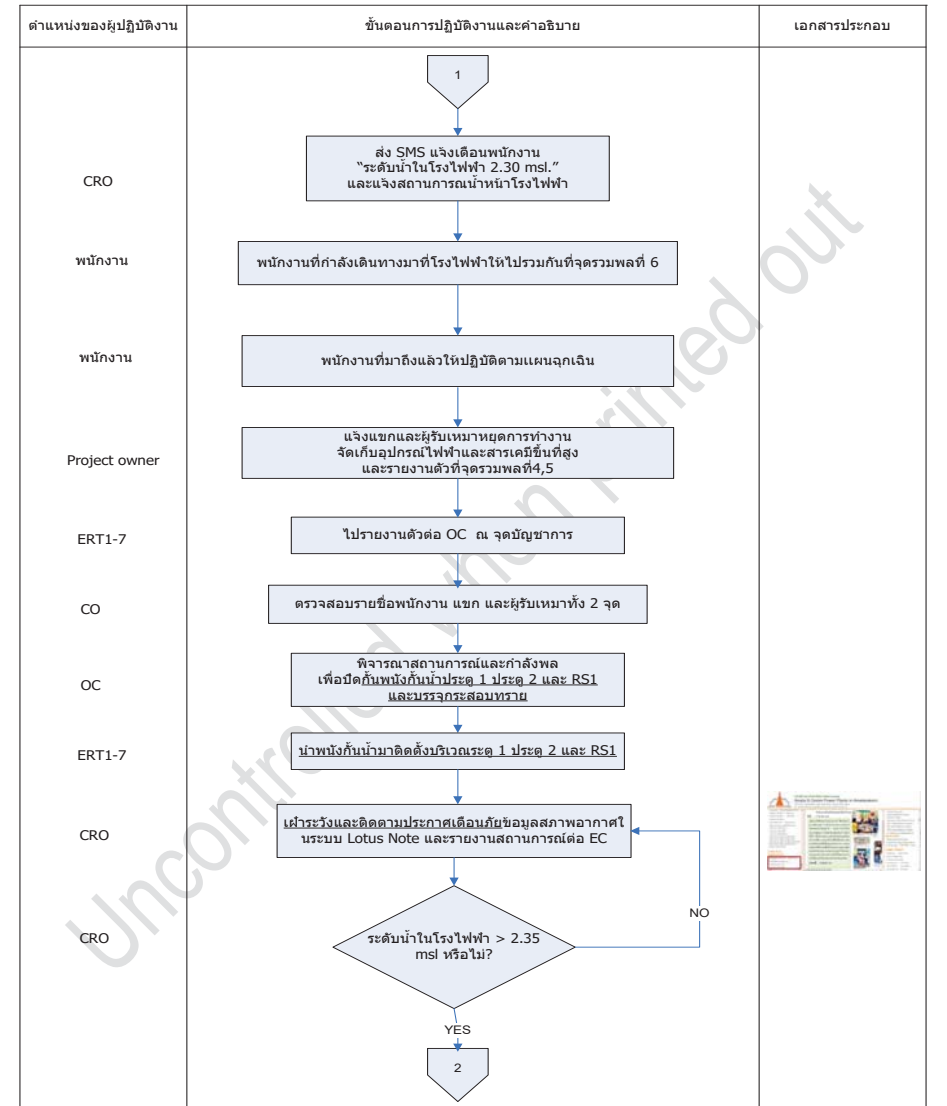 ตำแหน่งของผู้ปฏิบัติงาน
ขั้นตอนการปฏิบัติงานและคำอธิบาย
เอกสารประกอบ
1
CRO
ส่ง SMS แจ้งเตือนพนักงาน
“ระดับน้ำในโรงไฟฟ้า 2.30 msl.”
และแจ้งสถานการณ์น้ำหน้าโรงไฟฟ้า
พนักงาน
พนักงานที่กำลังเดินทางมาที่โรงไฟฟ้าให้ไปรวมกันที่จุดรวมพลที่ 6
พนักงาน
พนักงานที่มาถึงแล้วให้ปฏิบัติตามแผนฉุกเฉิน
Project owner
แจ้งแขกและผู้รับเหมาหยุดการทำงาน
จัดเก็บอุปกรณ์ไฟฟ้าและสารเคมีขึ้นที่สูง
และรายงานตัวที่จุดรวมพลที่4,5
ERT1-7
ไปรายงานตัวต่อ OC ณ จุดบัญชาการ
CO
ตรวจสอบรายชื่อพนักงาน แขก และผู้รับเหมาทั้ง 2 จุด
OC
พิจารณาสถานการณ์และกำลังพล
เพื่อปิดกั้นพนังกั้นน้ำประตู 1 ประตู 2 และ RS1
และบรรจุกระสอบทราย
ERT1-7
นำพนังกั้นน้ำมาติดตั้งบริเวณระตู 1 ประตู 2 และ RS1
CRO
เฝ้าระวังและติดตามประกาศเตือนภัยข้อมูลสภาพอากาศใ
นระบบ Lotus Note และรายงานสถานการณ์ต่อ EC
CRO
ระดับน้ำในโรงไฟฟ้า > 2.35
msl หรือไม่?
NO
YES
2
Uncontrolled when printed out